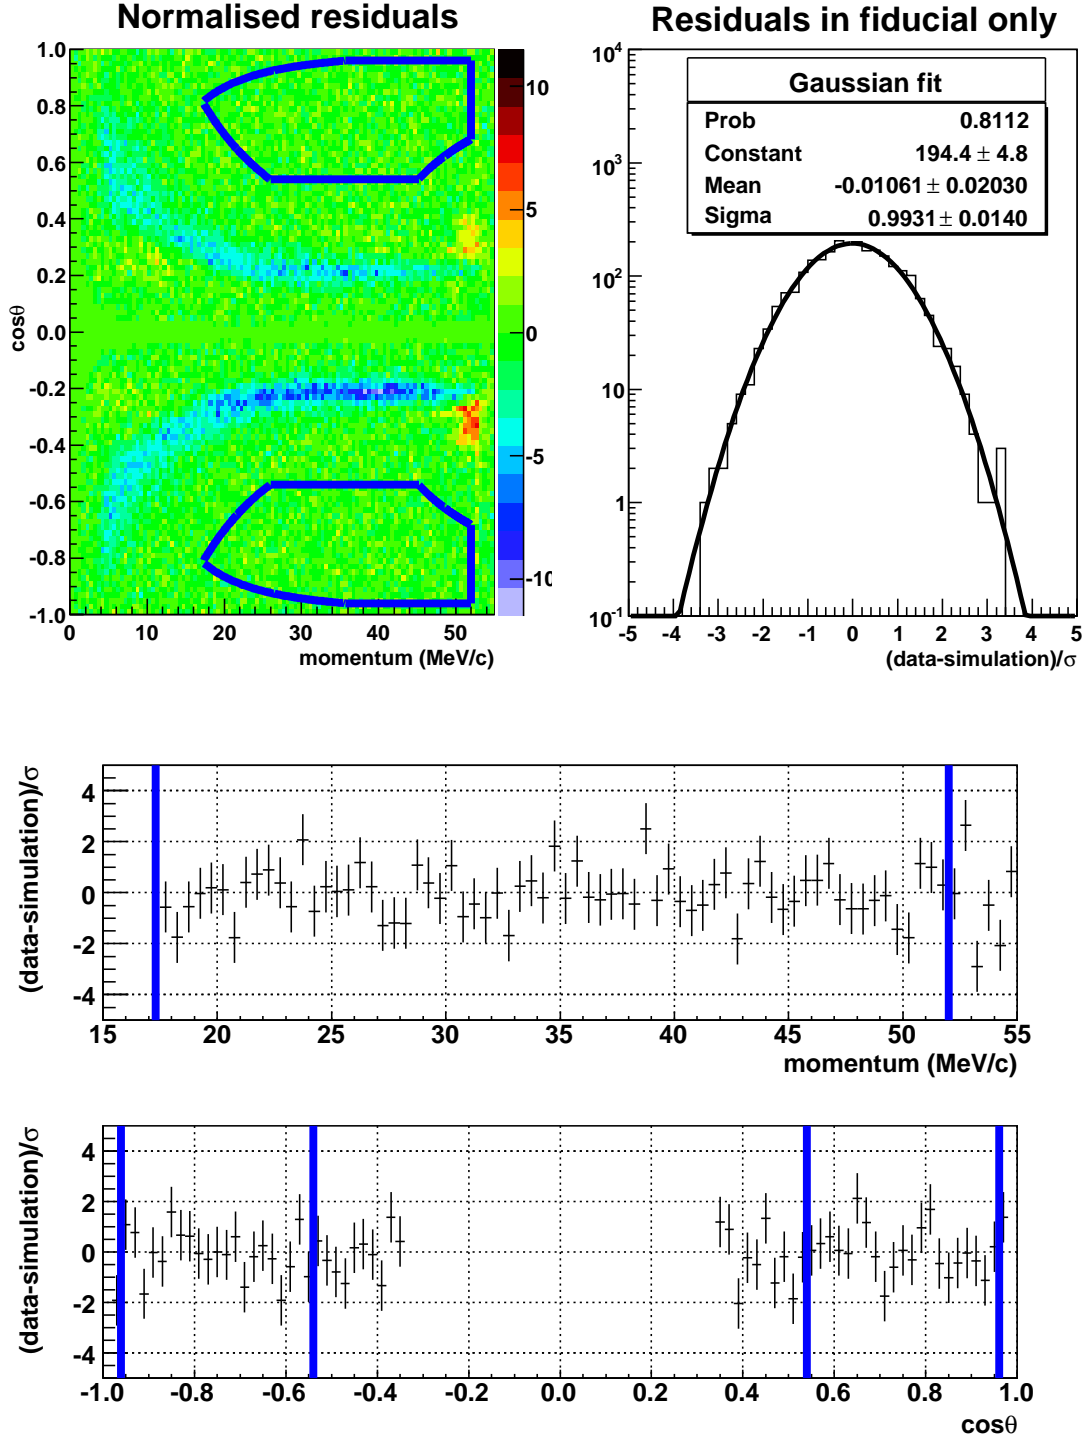 Normalised residuals
cosθ
1.0
0.8
0.6
0.4
0.2
0.0
-0.2
-0.4
-0.6
-0.8
-1.0
0 10 20 30 40 50
momentum (MeV/c)
10
5
0
-5
-10
Residuals in fiducial only
Gaussian fit
Prob 0.8112
Constant 194.4 ± 4.8
Mean -0.01061 ± 0.02030
Sigma 0.9931 ± 0.0140
10^4
10^3
10^2
10
1
10^-1
-5 -4 -3 -2 -1 0 1 2 3 4 5
(data-simulation)/σ
(data-simulation)/σ
4
2
0
-2
-4
15 20 25 30 35 40 45 50 55
momentum (MeV/c)
(data-simulation)/σ
4
2
0
-2
-4
-1.0 -0.8 -0.6 -0.4 -0.2 0.0 0.2 0.4 0.6 0.8 1.0
cosθ